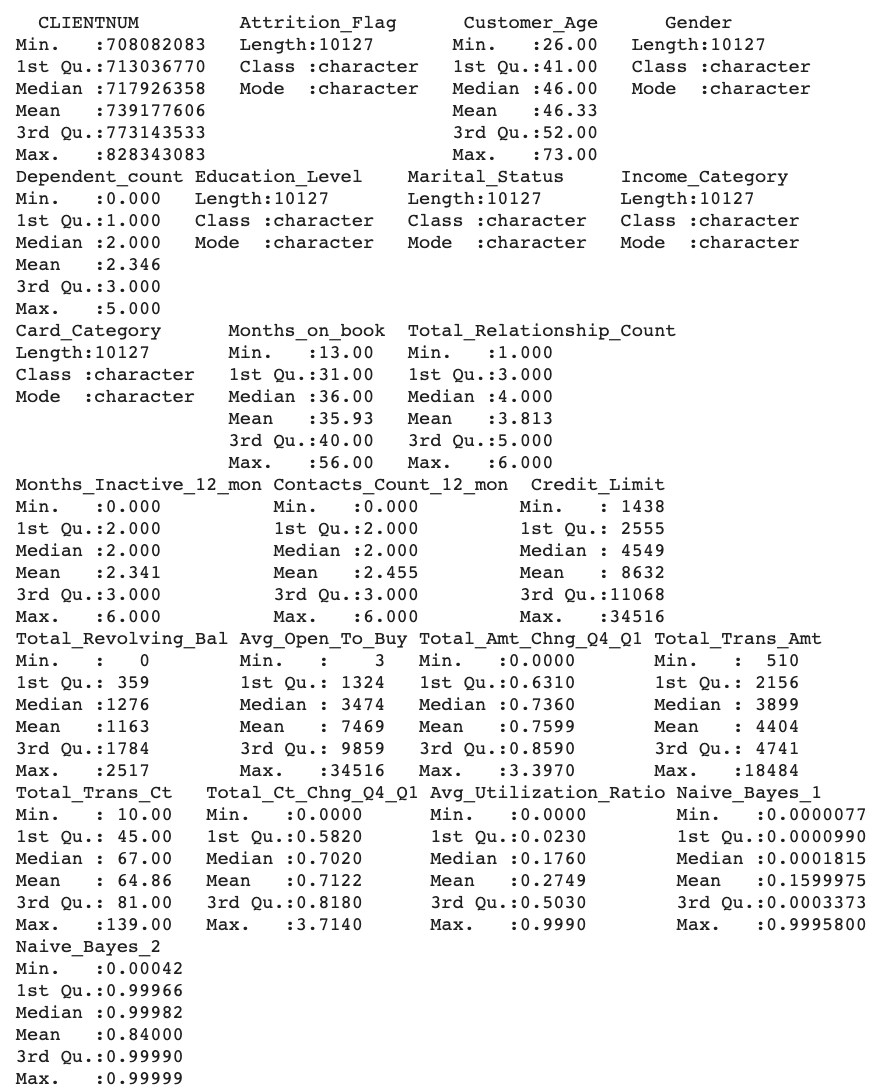 CLIENTNUM Attrition_Flag Customer_Age Gender
Min. :708082083 Length:10127 Min. :26.00 Length:10127
1st Qu.:713036770 Class :character 1st Qu.:41.00 Class :character
Median :717926358 Mode :character Median :46.00 Mode :character
Mean :739177606 Mean :46.33
3rd Qu.:773143533 3rd Qu.:52.00
Max. :828343083 Max. :73.00
Dependent_count Education_Level Marital_Status Income_Category
Min. :0.000 Length:10127 Length:10127 Length:10127
1st Qu.:1.000 Class :character Class :character Class :character
Median :2.000 Mode :character Mode :character Mode :character
Mean :2.346
3rd Qu.:3.000
Max. :5.000
Card_Category Months_on_book Total_Relationship_Count
Length:10127 Min. :13.00 Min. :1.000
Class :character 1st Qu.:31.00 1st Qu.:3.000
Mode :character Median :36.00 Median :4.000
Mean :35.93 Mean :3.813
3rd Qu.:40.00 3rd Qu.:5.000
Max. :56.00 Max. :6.000
Months_Inactive_12_mon Contacts_Count_12_mon Credit_Limit
Min. :0.000 Min. :0.000 Min. : 1438
1st Qu.:2.000 1st Qu.:2.000 1st Qu.: 2555
Median :2.000 Median :2.000 Median : 4549
Mean :2.341 Mean :2.455 Mean : 8632
3rd Qu.:3.000 3rd Qu.:3.000 3rd Qu.:11068
Max. :6.000 Max. :6.000 Max. :34516
Total_Revolving_Bal Avg_Open_To_Buy Total_Amt_Chng_Q4_Q1 Total_Trans_Amt
Min. : 0 Min. : 3 Min. :0.0000 Min. : 510
1st Qu.: 359 1st Qu.: 1324 1st Qu.:0.6310 1st Qu.: 2156
Median :1276 Median : 3474 Median :0.7360 Median : 3899
Mean :1163 Mean : 7469 Mean :0.7599 Mean : 4404
3rd Qu.:1784 3rd Qu.: 9859 3rd Qu.:0.8590 3rd Qu.: 4741
Max. :2517 Max. :34516 Max. :3.3970 Max. :18484
Total_Trans_Ct Total_Ct_Chng_Q4_Q1 Avg_Utilization_Ratio Naive_Bayes_1
Min. : 10.00 Min. :0.0000 Min. :0.0000 Min. :0.0000077
1st Qu.: 45.00 1st Qu.:0.5820 1st Qu.:0.0230 1st Qu.:0.0000990
Median : 67.00 Median :0.7020 Median :0.1760 Median :0.0001815
Mean : 64.86 Mean :0.7122 Mean :0.2749 Mean :0.1599975
3rd Qu.: 81.00 3rd Qu.:0.8180 3rd Qu.:0.5030 3rd Qu.:0.0003373
Max. :139.00 Max. :3.7140 Max. :0.9990 Max. :0.9995800
Naive_Bayes_2
Min. :0.00042
1st Qu.:0.99966
Median :0.99982
Mean :0.84000
3rd Qu.:0.99990
Max. :0.99999